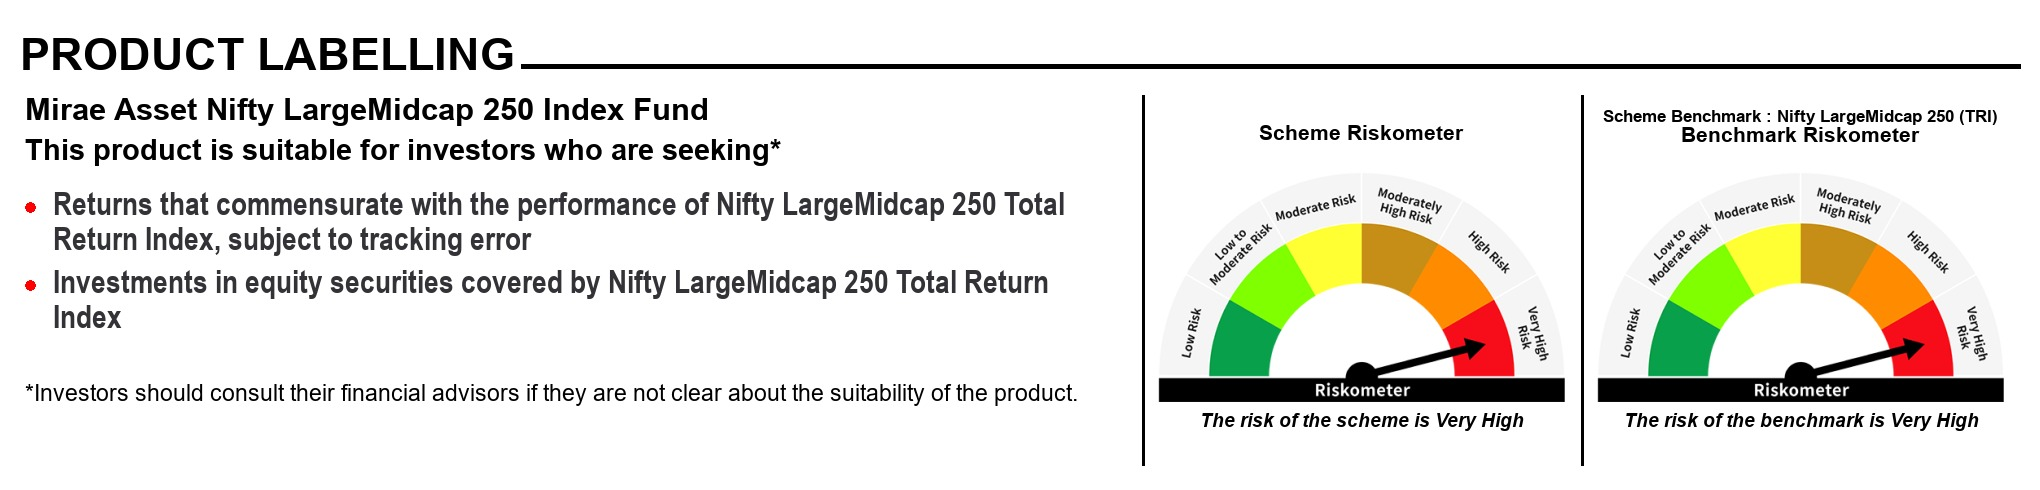 PRODUCT LABELLING
Mirae Asset Nifty LargeMidcap 250 Index Fund
This product is suitable for investors who are seeking*
• Returns that commensurate with the performance of Nifty LargeMidcap 250 Total
Return Index, subject to tracking error
• Investments in equity securities covered by Nifty LargeMidcap 250 Total Return
Index
*Investors should consult their financial advisors if they are not clear about the suitability of the product.
Scheme Riskometer
Low Risk
Low to
Moderate Risk
Moderate Risk
Moderately
High Risk
High Risk
Very High
Risk
Riskometer
The risk of the scheme is Very High
Scheme Benchmark : Nifty LargeMidcap 250 (TRI)
Benchmark Riskometer
Low Risk
Low to
Moderate Risk
Moderate Risk
Moderately
High Risk
High Risk
Very High
Risk
Riskometer
The risk of the benchmark is Very High